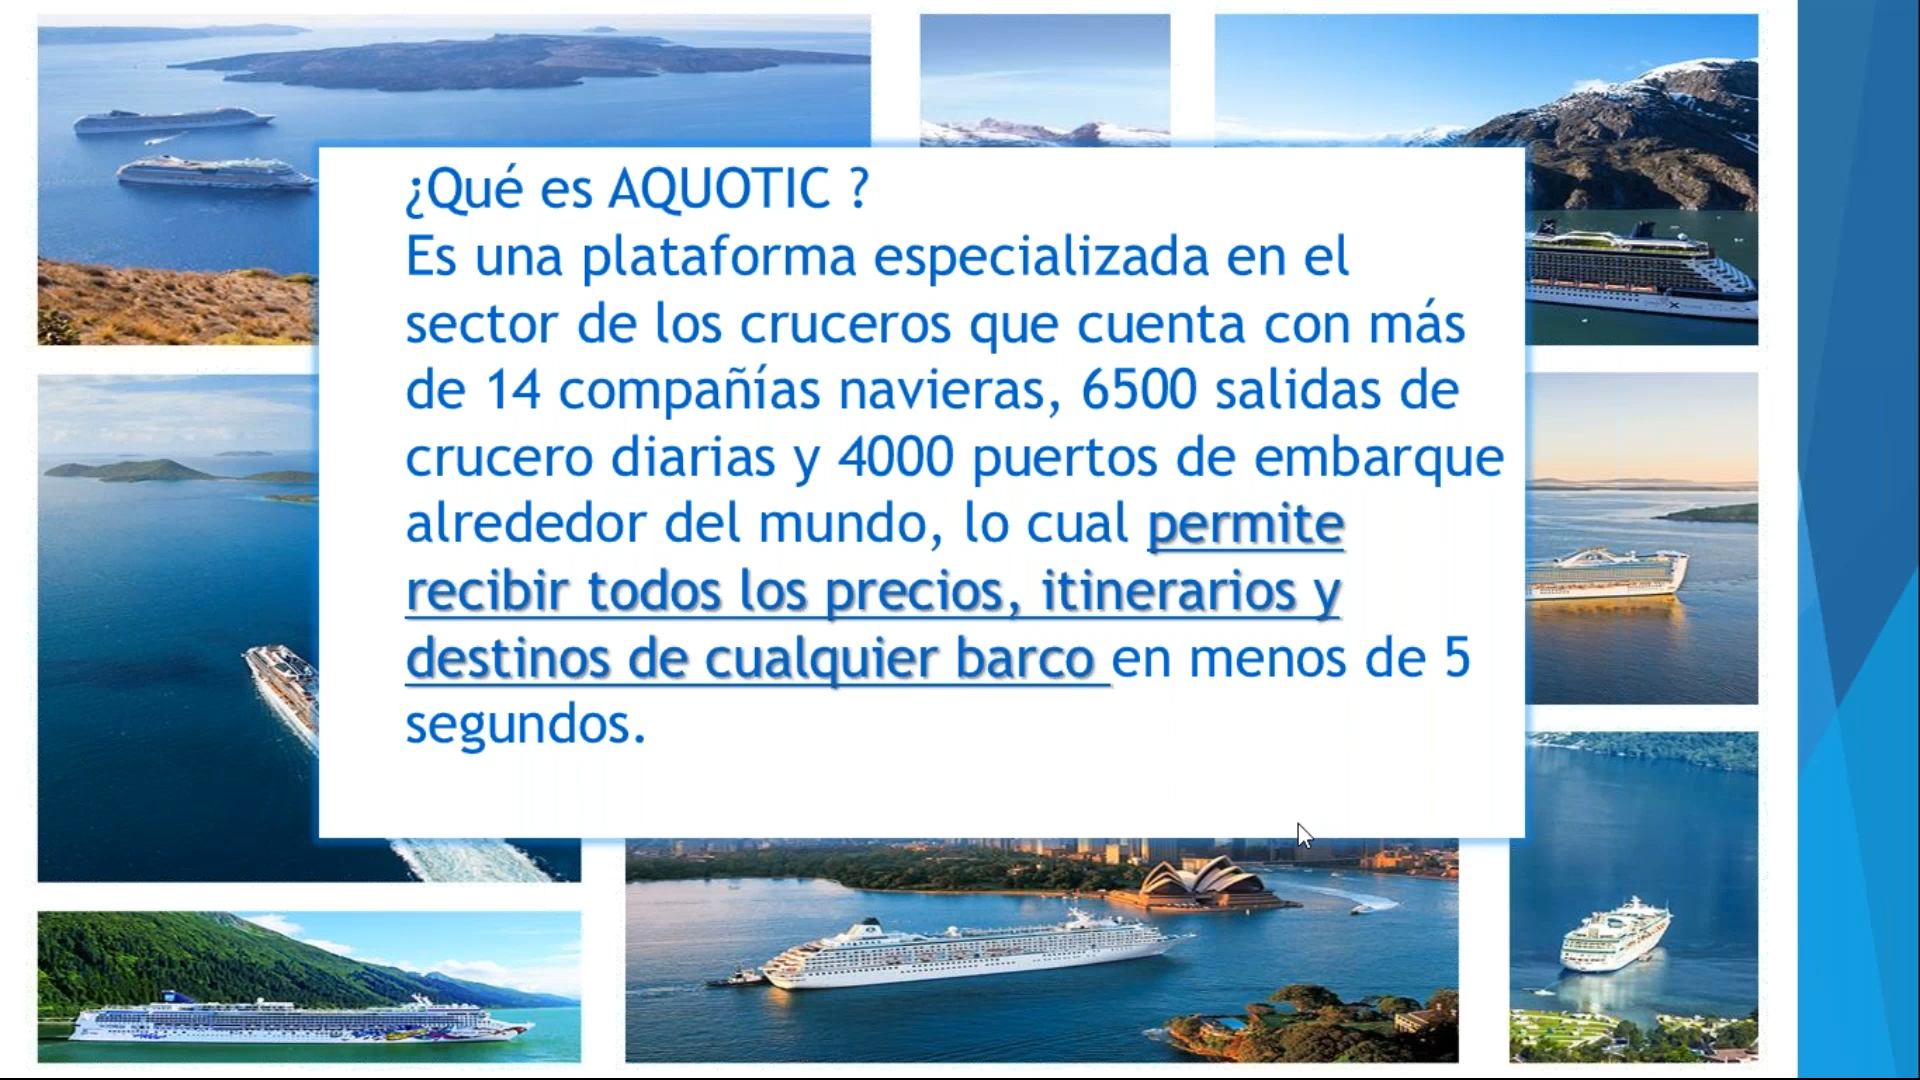 ¿Qué es AQUOTIC ?
Es una plataforma especializada en el
sector de los cruceros que cuenta con más
de 14 compañías navieras, 6500 salidas de
crucero diarias y 4000 puertos de embarque
alrededor del mundo, lo cual permite
recibir todos los precios, itinerarios y
destinos de cualquier barco en menos de 5
segundos.